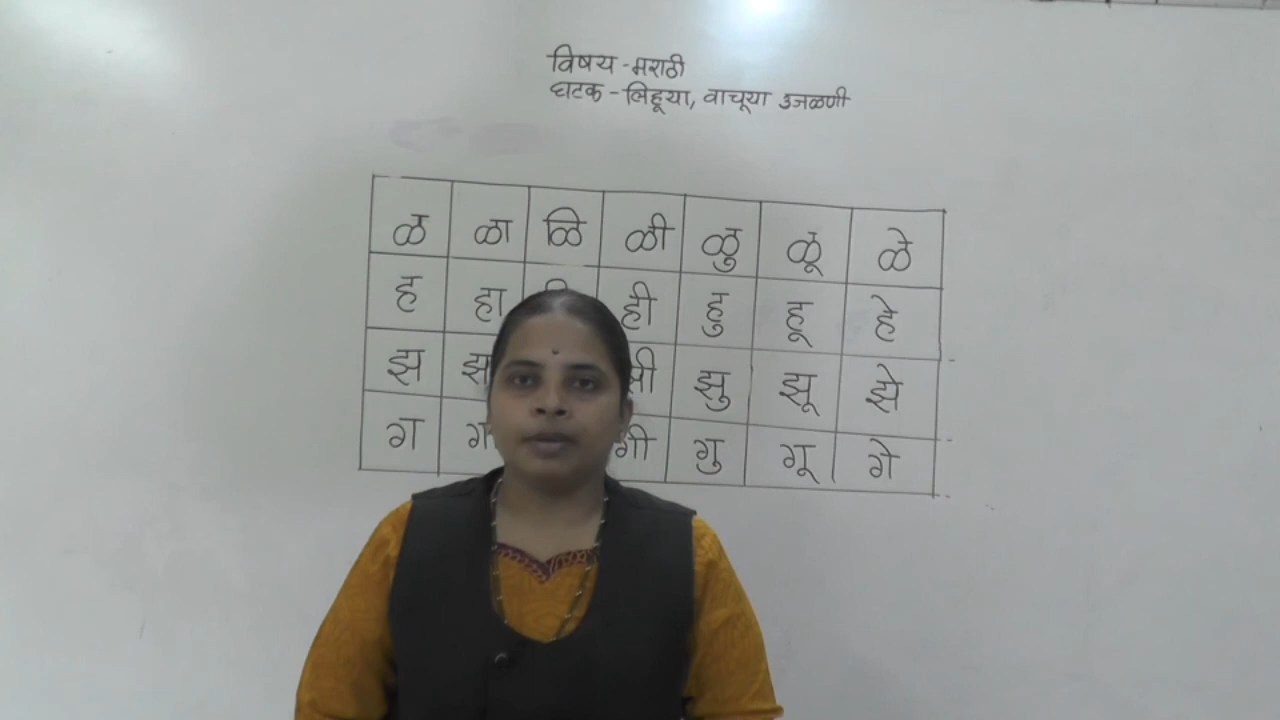 विषय - मराठी
घटक - लिहूया, वाचूया उजळणी
ळ ळा ळि ळी ळु ळू ळे
ह हा ही हु हू हे
झ झु झू झे
ग गी गु गू गे